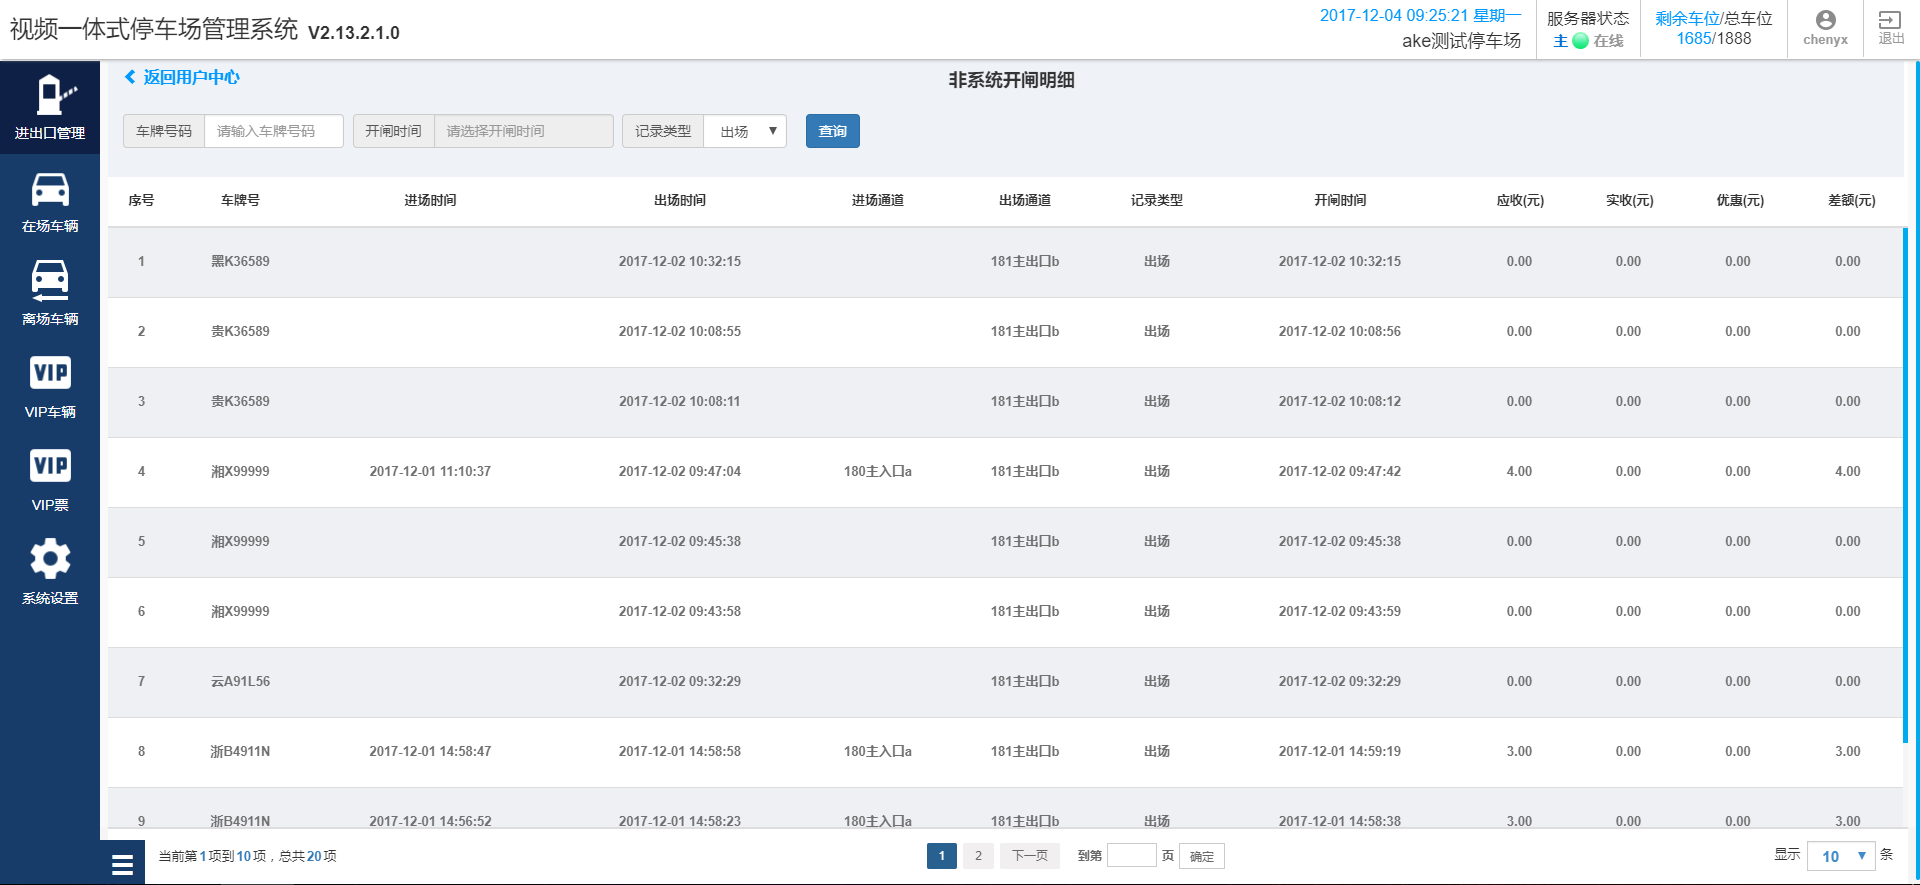 视频一体式停车场管理系统 V2.13.2.1.0
2017-12-04 09:25:21 星期一
ake测试停车场
服务器状态
主 在线
剩余车位/总车位
1685/1888
chenyx
退出
进出口管理
在场车辆
离场车辆
VIP
VIP车辆
VIP
VIP票
系统设置
返回用户中心
非系统开闸明细
车牌号码 请输入车牌号码 开闸时间 请选择开闸时间 记录类型 出场 ▼ 查询
序号 车牌号 进场时间 出场时间 进场通道 出场通道 记录类型 开闸时间 应收(元) 实收(元) 优惠(元) 差额(元)
1 黑K36589 2017-12-02 10:32:15 181主出口b 出场 2017-12-02 10:32:15 0.00 0.00 0.00 0.00
2 贵K36589 2017-12-02 10:08:55 181主出口b 出场 2017-12-02 10:08:56 0.00 0.00 0.00 0.00
3 贵K36589 2017-12-02 10:08:11 181主出口b 出场 2017-12-02 10:08:12 0.00 0.00 0.00 0.00
4 湘X99999 2017-12-01 11:10:37 2017-12-02 09:47:04 180主入口a 181主出口b 出场 2017-12-02 09:47:42 4.00 0.00 0.00 4.00
5 湘X99999 2017-12-02 09:45:38 181主出口b 出场 2017-12-02 09:45:38 0.00 0.00 0.00 0.00
6 湘X99999 2017-12-02 09:43:58 181主出口b 出场 2017-12-02 09:43:59 0.00 0.00 0.00 0.00
7 云A91L56 2017-12-02 09:32:29 181主出口b 出场 2017-12-02 09:32:29 0.00 0.00 0.00 0.00
8 浙B4911N 2017-12-01 14:58:47 2017-12-01 14:58:58 180主入口a 181主出口b 出场 2017-12-01 14:59:19 3.00 0.00 0.00 3.00
9 浙B4911N 2017-12-01 14:56:52 2017-12-01 14:58:23 180主入口a 181主出口b 出场 2017-12-01 14:58:38 3.00 0.00 0.00 3.00
当前第1项到10项，总共20项
1 2 下一页 到第 页 确定
显示 10 ▼ 条